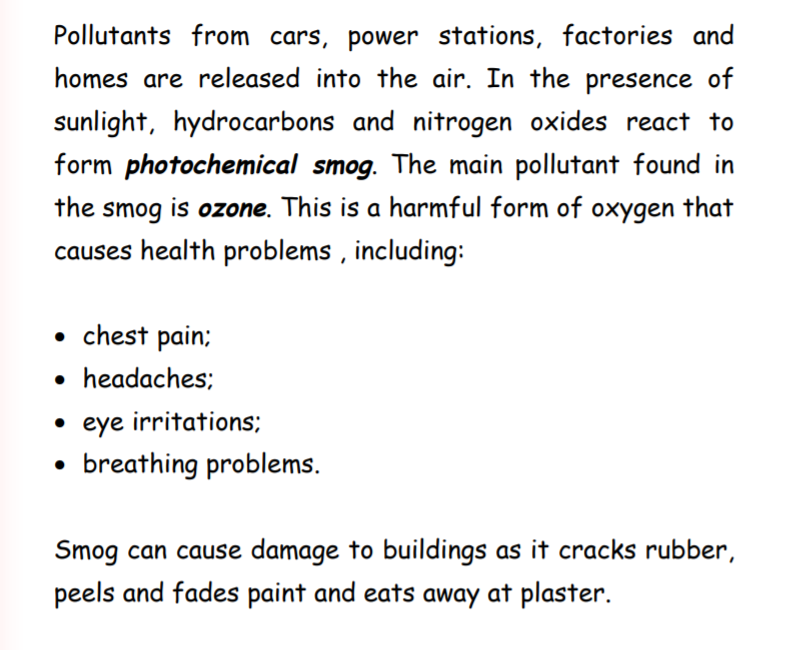 Pollutants from cars, power stations, factories and
homes are released into the air. In the presence of
sunlight, hydrocarbons and nitrogen oxides react to
form photochemical smog. The main pollutant found in
the smog is ozone. This is a harmful form of oxygen that
causes health problems , including:
• chest pain;
• headaches;
• eye irritations;
• breathing problems.
Smog can cause damage to buildings as it cracks rubber,
peels and fades paint and eats away at plaster.